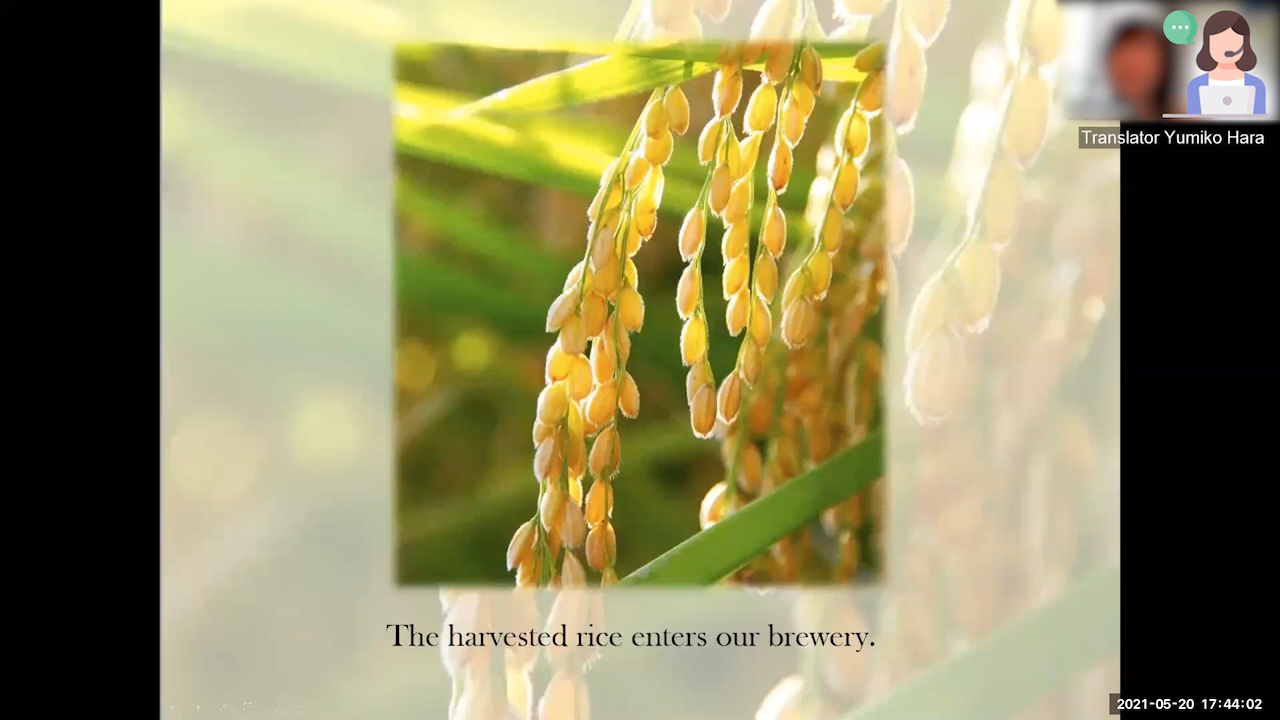 Translator Yumiko Hara
The harvested rice enters our brewery.
2021-05-20 17:44:02